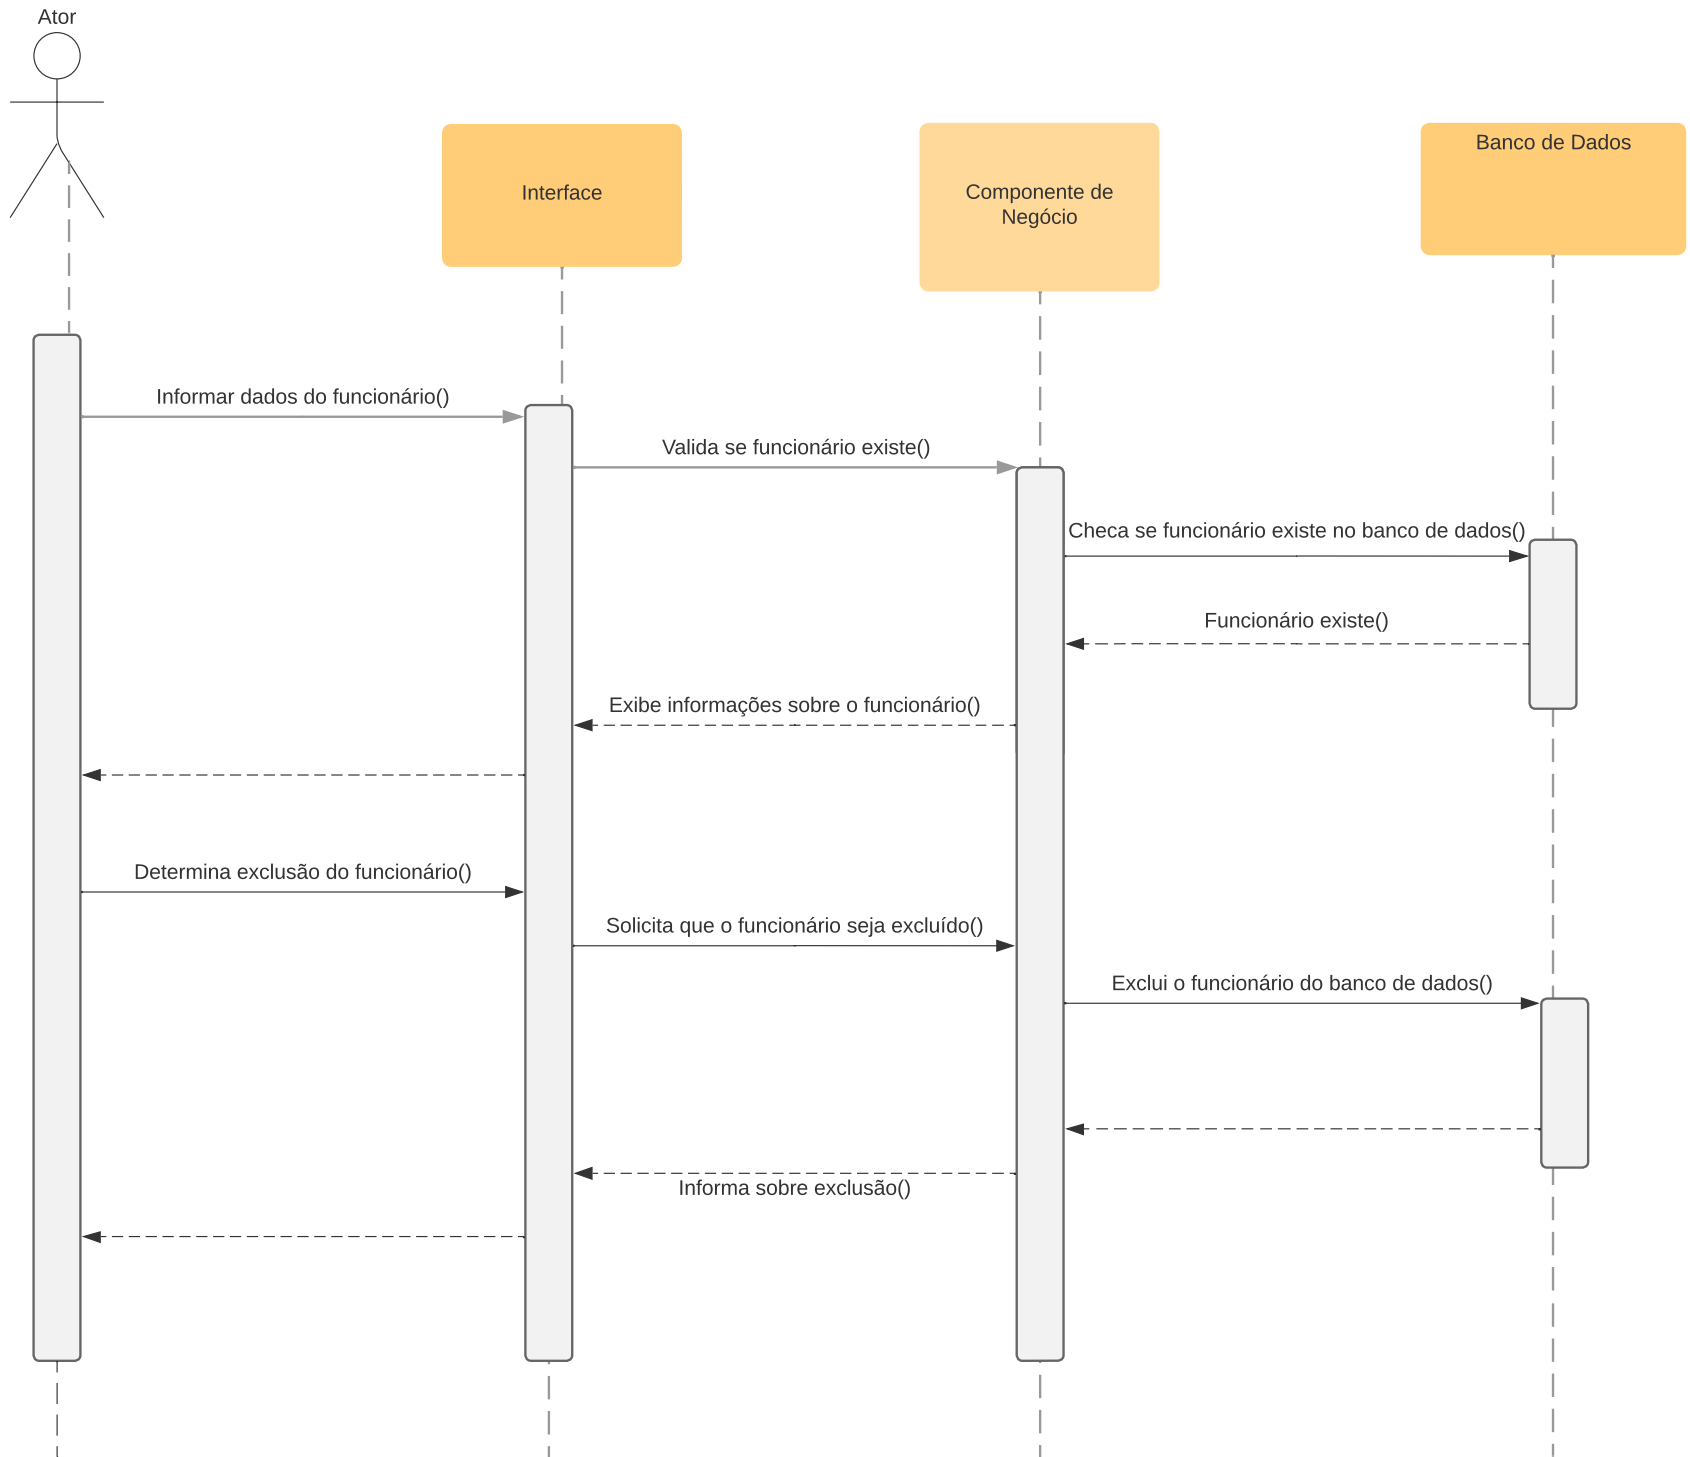 Ator
Interface
Componente de
Negócio
Banco de Dados
Informar dados do funcionário()
Valida se funcionário existe()
Checa se funcionário existe no banco de dados()
Funcionário existe()
Exibe informações sobre o funcionário()
Determina exclusão do funcionário()
Solicita que o funcionário seja excluído()
Exclui o funcionário do banco de dados()
Informa sobre exclusão()